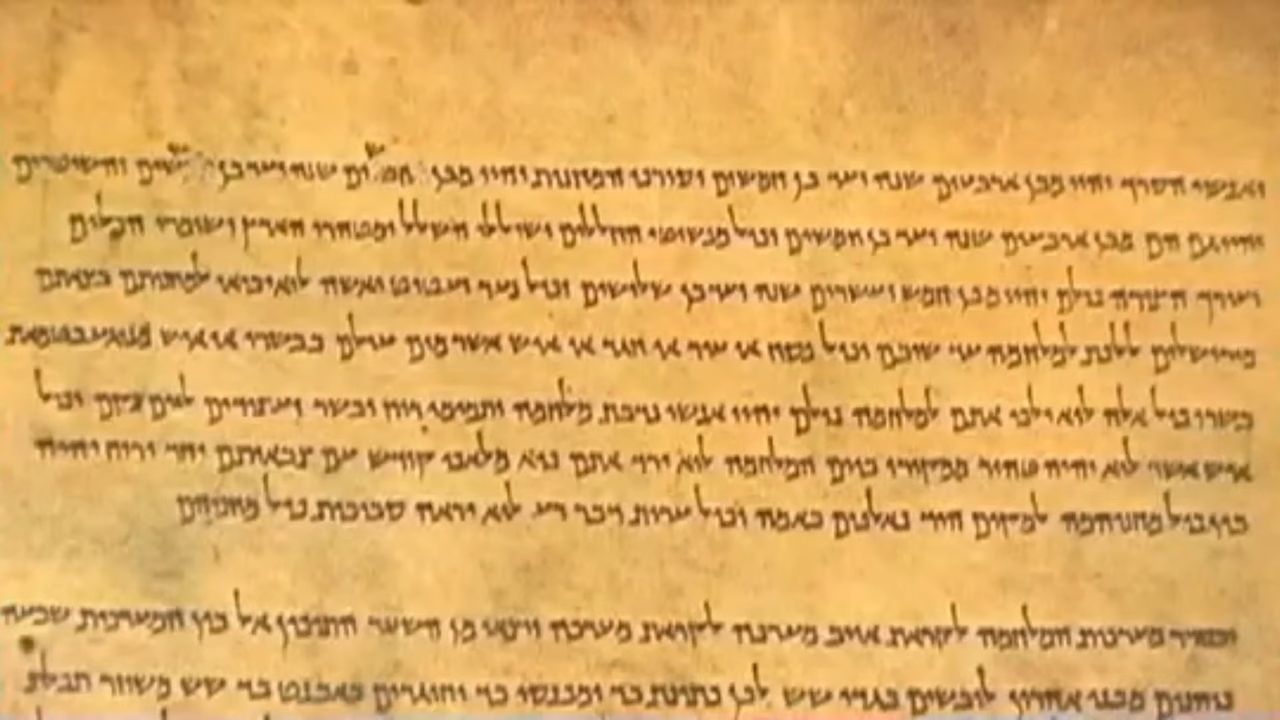 ואנשי הסרך יהיו מבן ארבעים שנה ועד בן חמשים וסורכי המחנות יהיו מבן חמשים שנה ועד בן ששים והשוטרים
יהיו גם הם מבן ארבעים שנה ועד בן חמשים וכול מפשיטי החללים ושוללי השלל ומטהרי הארץ ושומרי הכלים
ועורך הצידה כולם יהיו מבן חמש ועשרים שנה ועד בן שלושים וכול נער זעטוט ואשה לוא יבואו למחנותם בצאתם
מירושלים ללכת למלחמה עד שובם וכול פסח או עור או חגר או איש אשר מום עולם בבשרו או איש מנוגע בטמאת
בשרו כול אלה לוא ילכו אתם למלחמה כולם יהיו אנשי נדבת מלחמה ותמימי רוח ובשר ועתודים ליום נקם וכול
איש אשר לוא יהיה טהור ממקורו ביום המלחמה לוא ירד אתם כיא מלאכי קודש עם צבאותם יחד ורוח יהיה
בין כול מחניהמה למקום היד כאלפים באמה וכול ערות דבר רע לוא יראה סביבות כול מחניהם
ובסדר מערכות המלחמה לקראת אויב מערכה לקראת מערכה ויצאו מן השער התיכון אל בין המערכות שבעה
כוהנים מבני אהרון לובשים בגדי שש לבן כתונת בד ומכנסי בד וחוגרים באבנט בד שש משוזר תכלת